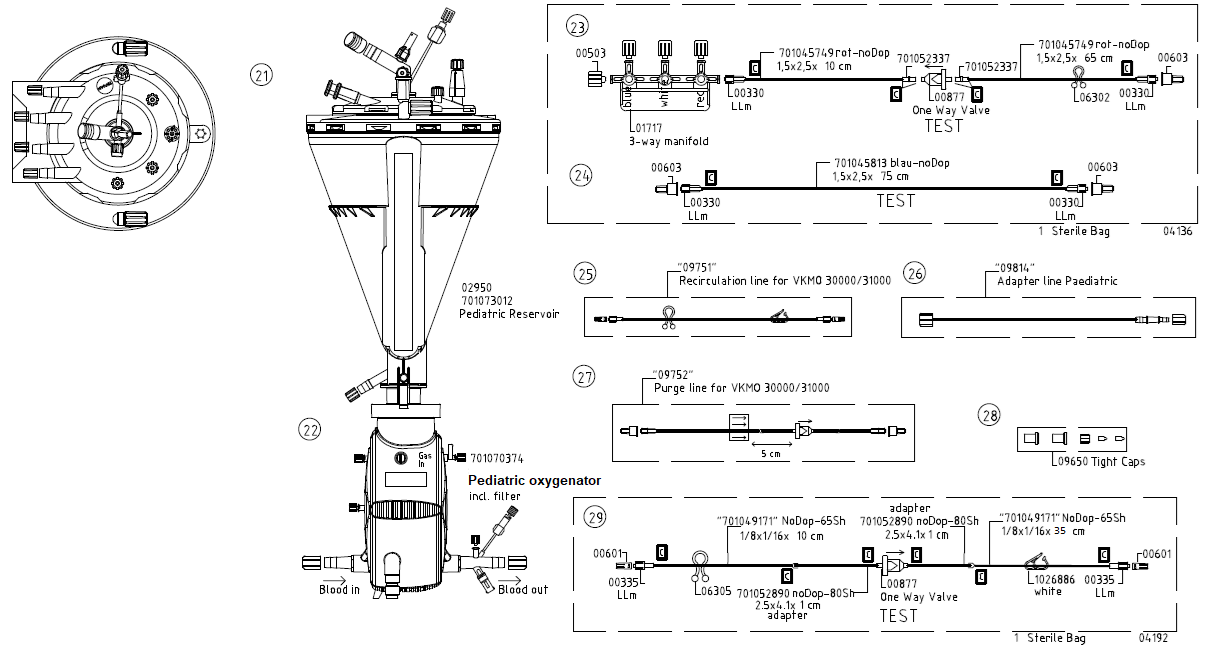 21
02950
701073012
Pediatric Reservoir
22
Gas
In
701070374
Pediatric oxygenator
incl. filter
Blood in
Blood out
23
00503
blue
white
red
01717
3-way manifold
701045749 rot-noDop
1,5x2,5x 10 cm
C
00330
LLm
701052337
C
00877
One Way Valve
TEST
701052337
701045749 rot-noDop
1,5x2,5x 65 cm
06302
C
00330
LLm
00603
24
00603
C
00330
LLm
701045813 blau-noDop
1,5x2,5x 75 cm
TEST
C
00330
LLm
00603
1 Sterile Bag 04136
25
"09751"
Recirculation line for VKMO 30000/31000
26
"09814"
Adapter line Paediatric
27
"09752"
Purge line for VKMO 30000/31000
5 cm
28
09650 Tight Caps
29
00601
00335
LLm
C
06305
"701049171" NoDop-65Sh
1/8x1/16x 10 cm
C
701052890 noDop-80Sh
2.5x4.1x 1 cm
adapter
C
00877
One Way Valve
TEST
C
adapter
701052890 noDop-80Sh
2.5x4.1x 1 cm
C
"701049171" NoDop-65Sh
1/8x1/16x 35 cm
1026886
white
C
00335
LLm
00601
1 Sterile Bag 04192